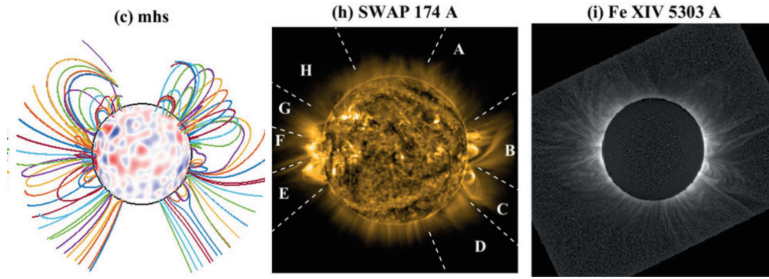 (c) mhs
(h) SWAP 174 A
(i) Fe XIV 5303 A
A
H
G
F
B
E
C
D